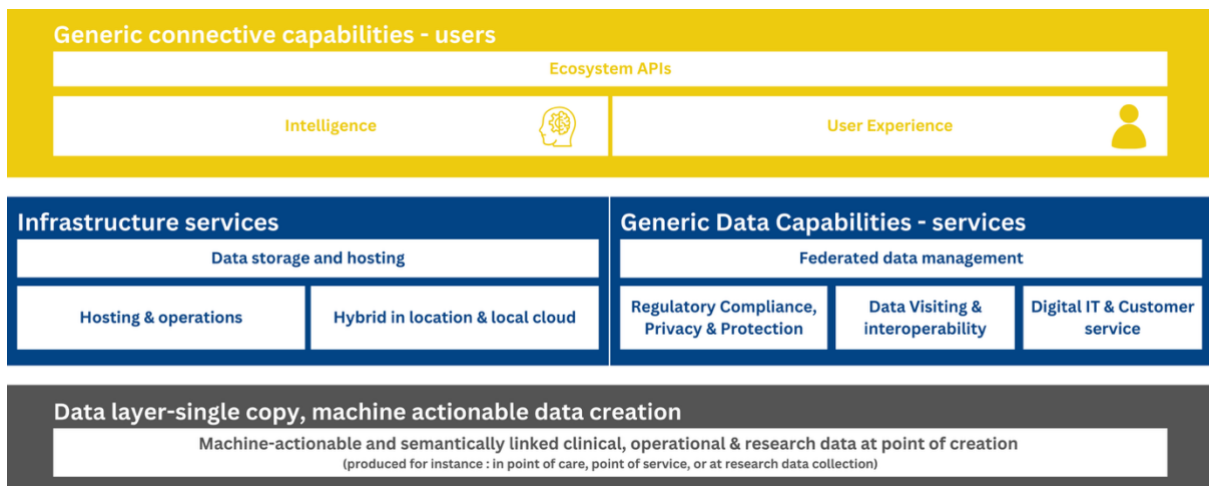 Generic connective capabilities - users
Ecosystem APIs
Intelligence
User Experience
Infrastructure services
Data storage and hosting
Hosting & operations
Hybrid in location & local cloud
Generic Data Capabilities - services
Federated data management
Regulatory Compliance,
Privacy & Protection
Data Visiting &
interoperability
Digital IT & Customer
service
Data layer-single copy, machine actionable data creation
Machine-actionable and semantically linked clinical, operational & research data at point of creation
(produced for instance : in point of care, point of service, or at research data collection)